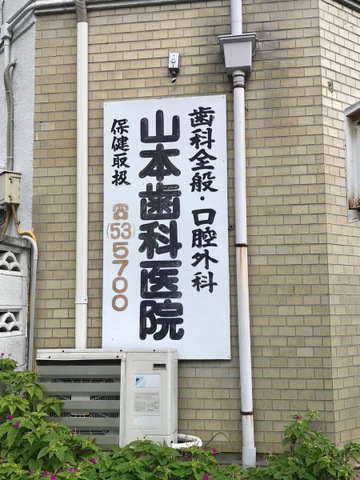 歯科全般・口腔外科
山本歯科医院
保健取扱
☎(53)5700